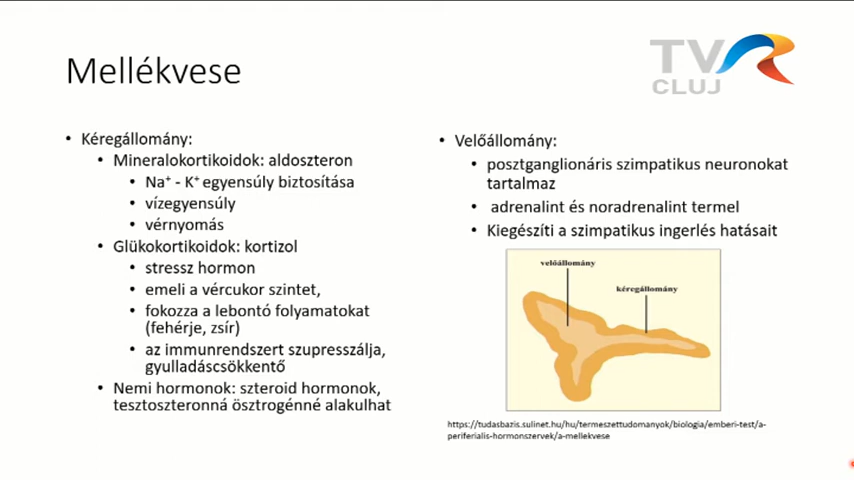 Mellékvese
TVR
CLUJ
• Kéregállomány:
• Mineralokortikoidok: aldoszteron
• Na⁺ - K⁺ egyensúly biztosítása
• vízegyensúly
• vérnyomás
• Glükokortikoidok: kortizol
• stressz hormon
• emeli a vércukor szintet,
• fokozza a lebontó folyamatokat
(fehérje, zsír)
• az immunrendszert szupresszálja,
gyulladáscsökkentő
• Nemi hormonok: szteroid hormonok,
tesztoszteronná ösztrogénné alakulhat
• Velőállomány:
• posztganglionáris szimpatikus neuronokat
tartalmaz
• adrenalint és noradrenalint termel
• Kiegészíti a szimpatikus ingerlés hatásait
velőállomány
kéregállomány
https://tudasbazis.sulinet.hu/hu/termeszettudomanyok/biologia/emberi-test/a-
periferialis-hormonszervek/a-mellekvese